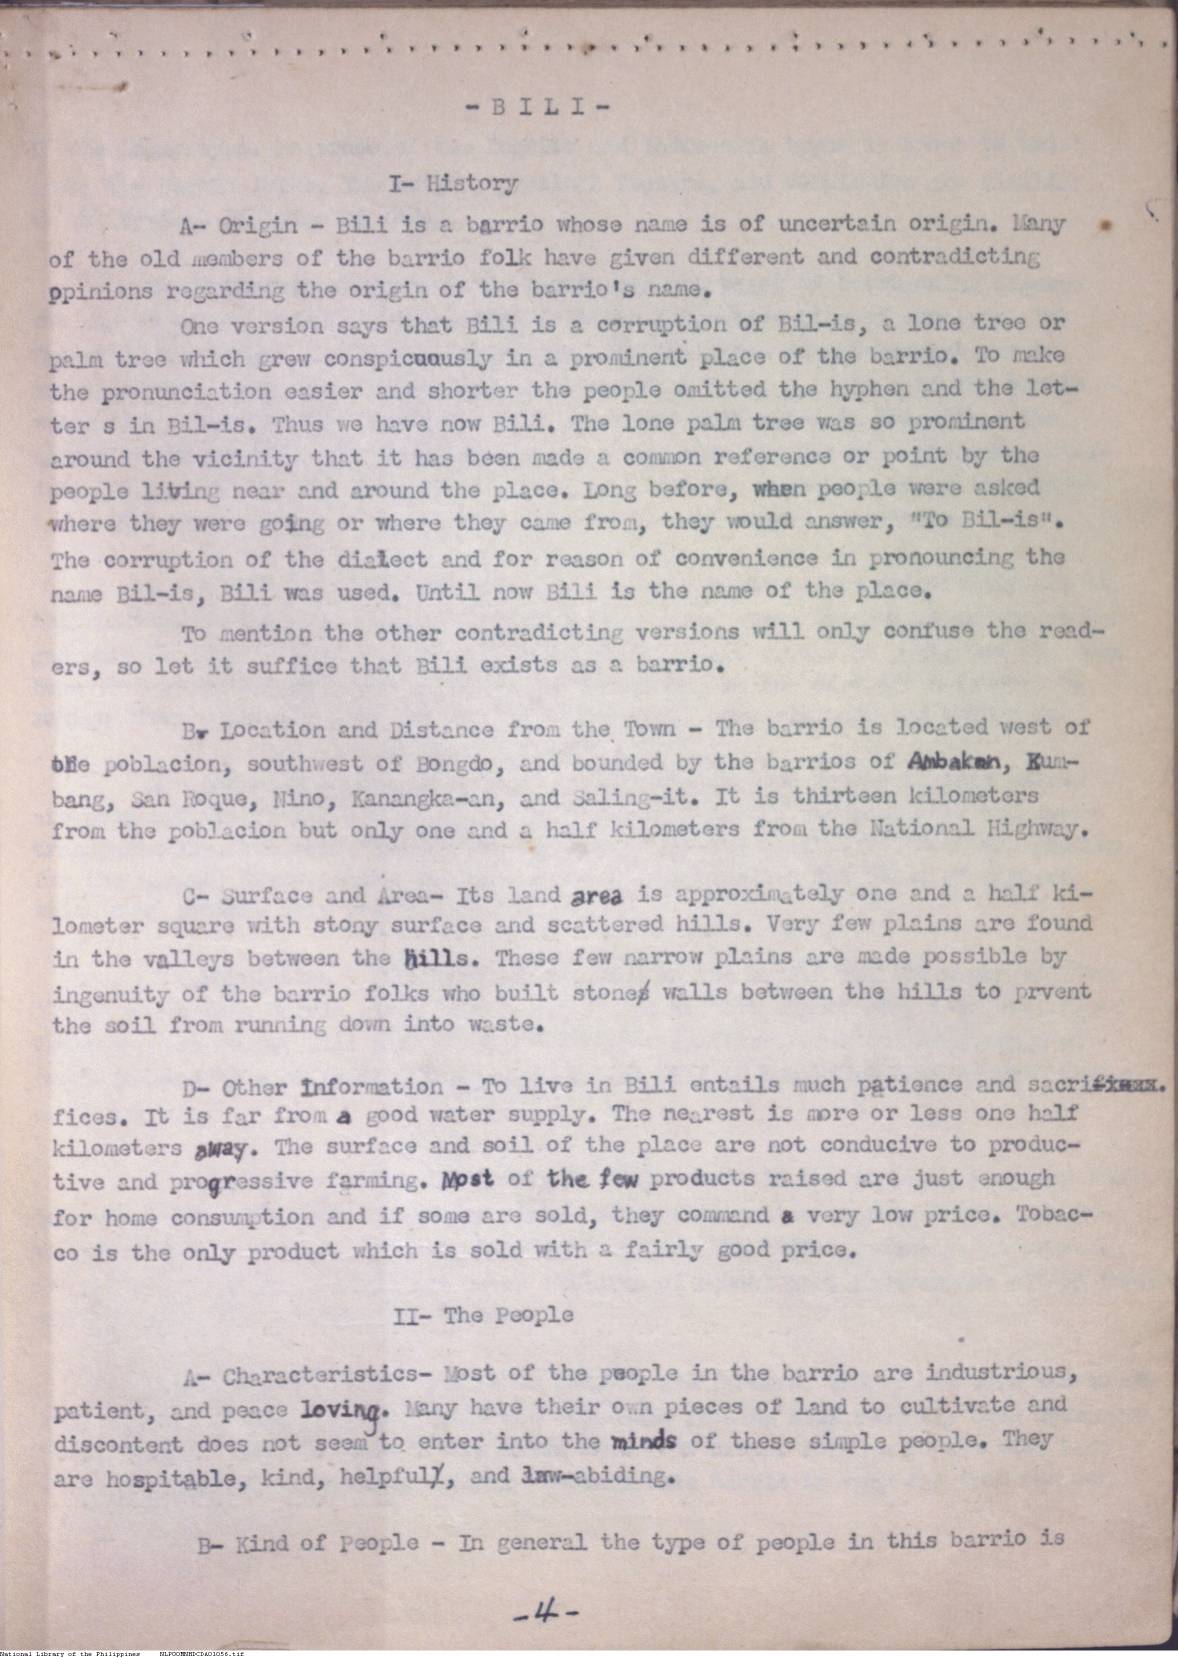 - B I L I -
I- History
A- Origin - Bili is a barrio whose name is of uncertain origin. Many
of the old members of the barrio folk have given different and contradicting
opinions regarding the origin of the barrio's name.
One version says that Bili is a corruption of Bil-is, a lone tree or
palm tree which grew conspicuously in a prominent place of the barrio. To make
the pronunciation easier and shorter the people omitted the hyphen and the let-
ter s in Bil-is. Thus we have now Bili. The lone palm tree was so prominent
around the vicinity that it has been made a common reference or point by the
people living near and around the place. Long before, when people were asked
where they were going or where they came from, they would answer, "To Bil-is".
The corruption of the dialect and for reason of convenience in pronouncing the
name Bil-is, Bili was used. Until now Bili is the name of the place.
To mention the other contradicting versions will only confuse the read-
ers, so let it suffice that Bili exists as a barrio.
B- Location and Distance from the Town - The barrio is located west of
the poblacion, southwest of Bongdo, and bounded by the barrios of Ambakan, Kum-
bang, San Roque, Nino, Kanangka-an, and Saling-it. It is thirteen kilometers
from the poblacion but only one and a half kilometers from the National Highway.
C- Surface and Area- Its land area is approximately one and a half ki-
lometer square with stony surface and scattered hills. Very few plains are found
in the valleys between the hills. These few narrow plains are made possible by
ingenuity of the barrio folks who built stone walls between the hills to prvent
the soil from running down into waste.
D- Other Information - To live in Bili entails much patience and sacri
fices. It is far from a good water supply. The nearest is more or less one half
kilometers away. The surface and soil of the place are not conducive to produc-
tive and progressive farming. Most of the few products raised are just enough
for home consumption and if some are sold, they command a very low price. Tobac-
co is the only product which is sold with a fairly good price.
II- The People
A- Characteristics- Most of the people in the barrio are industrious,
patient, and peace loving. Many have their own pieces of land to cultivate and
discontent does not seem to enter into the minds of these simple people. They
are hospitable, kind, helpful, and law-abiding.
B- Kind of People - In general the type of people in this barrio is
-4-
National Library of the Philippines NLPOOMNHDCDA01056.tif